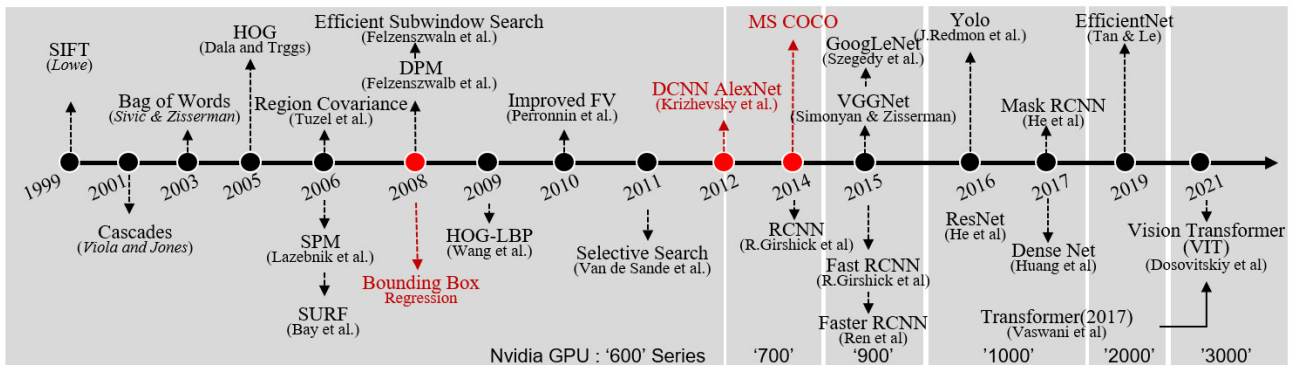 SIFT
(Lowe)
1999
2001
Cascades
(Viola and Jones)
Bag of Words
(Sivic & Zisserman)
2003
HOG
(Dala and Trggs)
2005
Region Covariance
(Tuzel et al.)
2006
SPM
(Lazebnik et al.)
SURF
(Bay et al.)
Efficient Subwindow Search
(Felzenszwaln et al.)
DPM
(Felzenszwalb et al.)
2008
Bounding Box
Regression
2009
HOG-LBP
(Wang et al.)
Improved FV
(Perronnin et al.)
2010
2011
Selective Search
(Van de Sande et al.)
DCNN AlexNet
(Krizhevsky et al.)
2012
MS COCO
2014
RCNN
(R.Girshick et al)
GoogLeNet
(Szegedy et al.)
VGGNet
(Simonyan & Zisserman)
2015
Fast RCNN
(R.Girshick et al)
Faster RCNN
(Ren et al)
Yolo
(J.Redmon et al.)
2016
ResNet
(He et al)
Mask RCNN
(He et al)
2017
Dense Net
(Huang et al)
EfficientNet
(Tan & Le)
2019
2021
Vision Transformer
(VIT)
(Dosovitskiy et al)
Transformer(2017)
(Vaswani et al)
Nvidia GPU : ‘600’ Series
'700'
'900'
'1000'
'2000'
'3000'